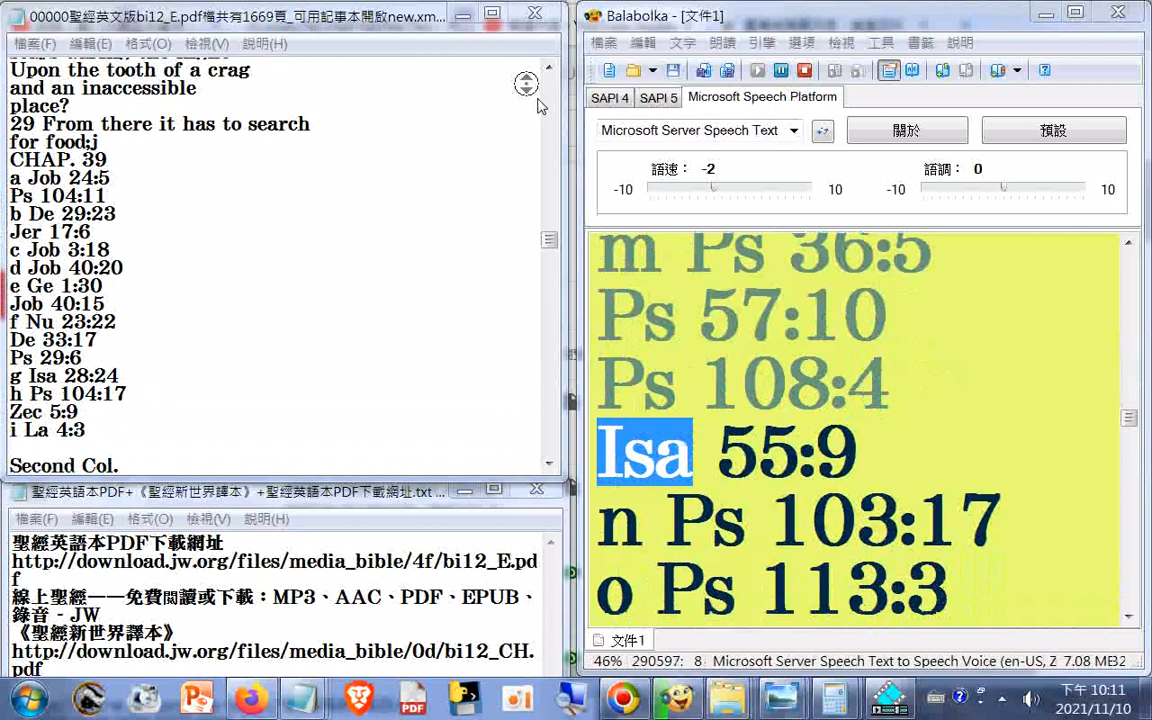 00000聖經英文版bi12_E.pdf檔共有1669頁_可用記事本開啟new.xm...
檔案(F) 編輯(E) 格式(O) 檢視(V) 說明(H)
Upon the tooth of a crag
and an inaccessible
place?
29 From there it has to search
for food;j
CHAP. 39
a Job 24:5
Ps 104:11
b De 29:23
Jer 17:6
c Job 3:18
d Job 40:20
e Ge 1:30
Job 40:15
f Nu 23:22
De 33:17
Ps 29:6
g Isa 28:24
h Ps 104:17
Zec 5:9
i La 4:3
Second Col.
聖經英語本PDF+《聖經新世界譯本》+聖經英語本PDF下載網址.txt ...
檔案(F) 編輯(E) 格式(O) 檢視(V) 說明(H)
聖經英語本PDF下載網址
http://download.jw.org/files/media_bible/4f/bi12_E.pd
f
線上聖經——免費閱讀或下載：MP3、AAC、PDF、EPUB、
錄音 - JW
《聖經新世界譯本》
http://download.jw.org/files/media_bible/0d/bi12_CH.
pdf
Balabolka - [文件1]
檔案 編輯 文字 朗讀 引擎 選項 檢視 工具 書籤 說明
SAPI 4 SAPI 5 Microsoft Speech Platform
Microsoft Server Speech Text 關於 預設
語速： -2 語調： 0
-10 10 -10 10
m Ps 36:5
Ps 57:10
Ps 108:4
Isa 55:9
n Ps 103:17
o Ps 113:3
文件1
46% 290597: 8 Microsoft Server Speech Text to Speech Voice (en-US, Z 7.08 MB
下午 10:11
2021/11/10